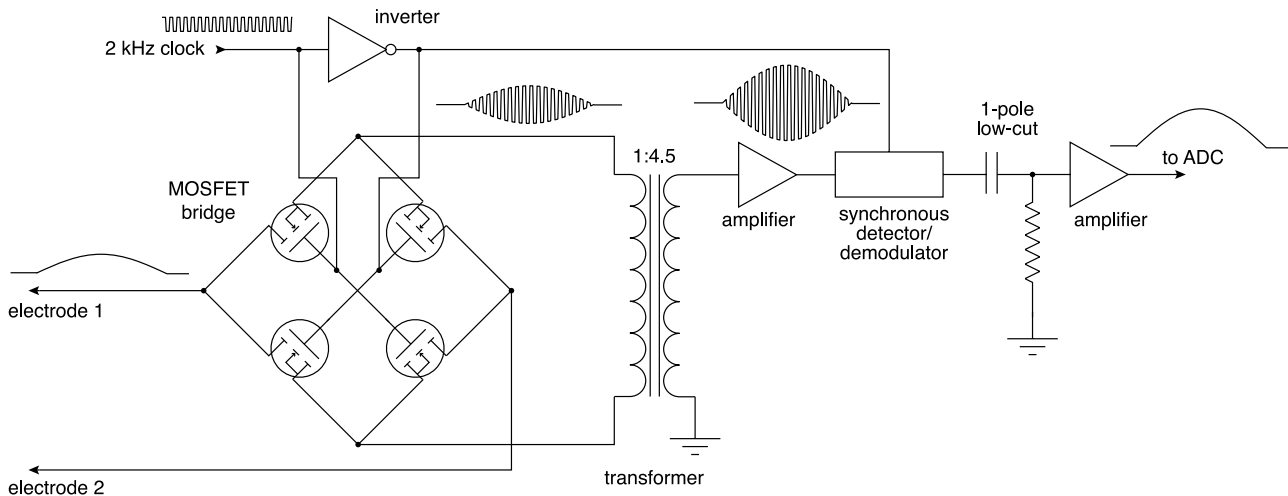 inverter
2 kHz clock
1-pole
low-cut
1:4.5
to ADC
MOSFET
bridge
amplifier
synchronous
detector/
demodulator
amplifier
electrode 1
transformer
electrode 2